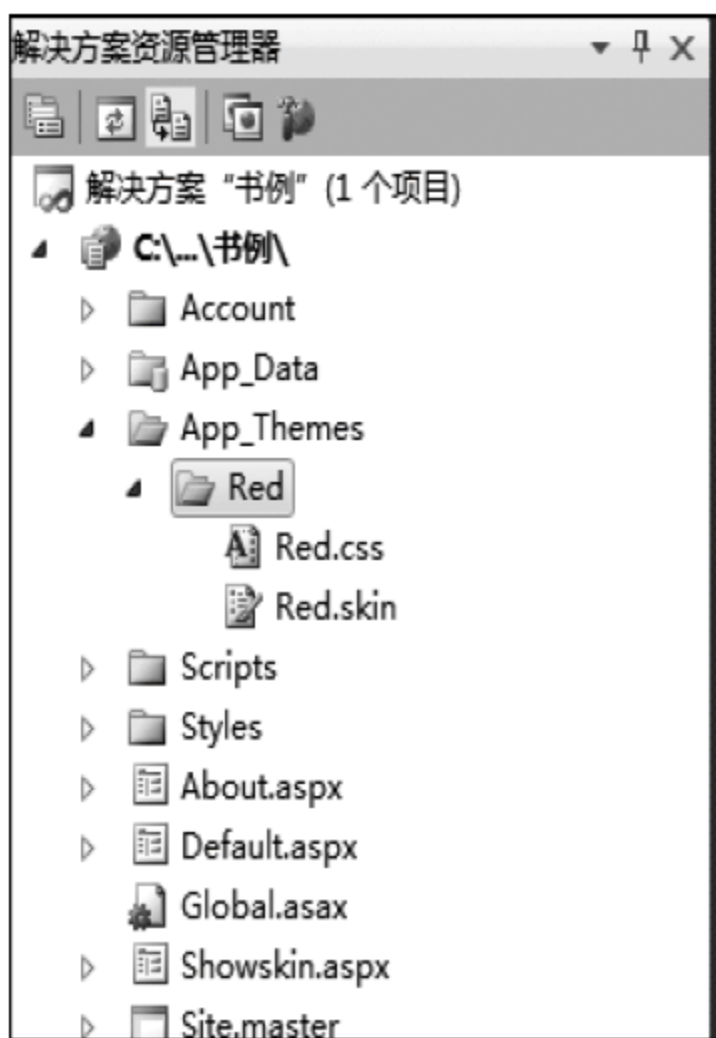 解决方案资源管理器
解决方案 “书例” (1 个项目)
C:\...\书例\
Account
App_Data
App_Themes
Red
Red.css
Red.skin
Scripts
Styles
About.aspx
Default.aspx
Global.asax
Showskin.aspx
Site.master